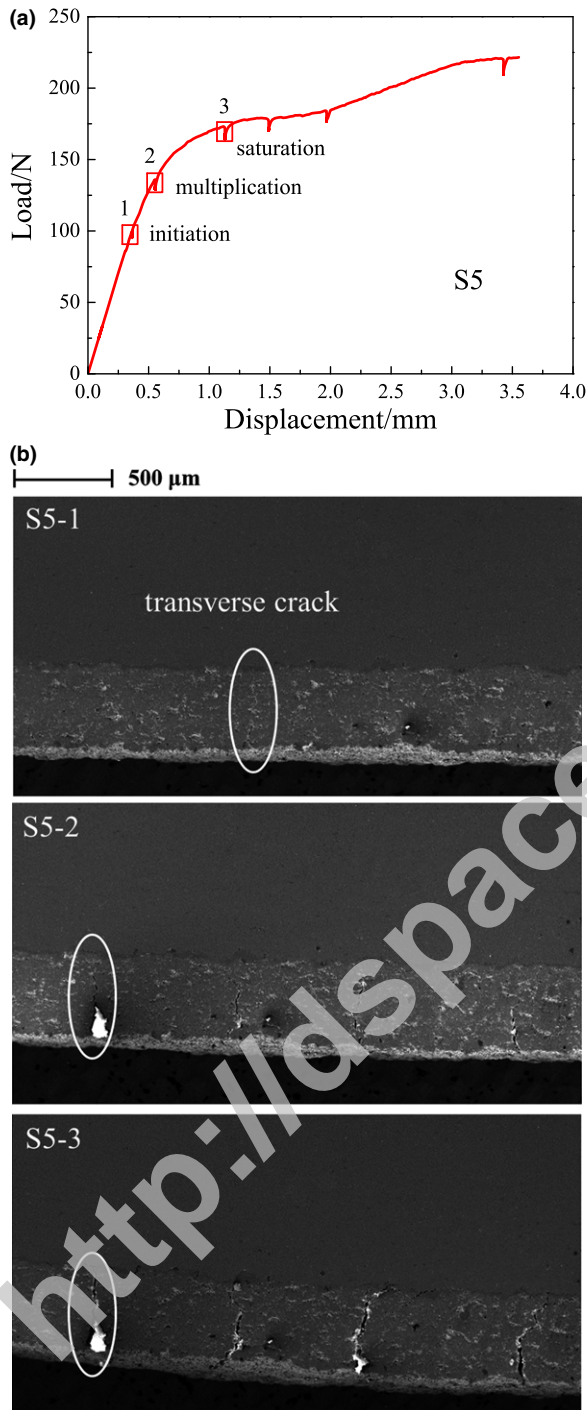 (a)
250
200
150
100
50
0
Load/N
3
saturation
2
multiplication
1
initiation
S5
0.0 0.5 1.0 1.5 2.0 2.5 3.0 3.5 4.0
Displacement/mm
(b)
500 μm
S5-1
transverse crack
S5-2
S5-3
http://dspace